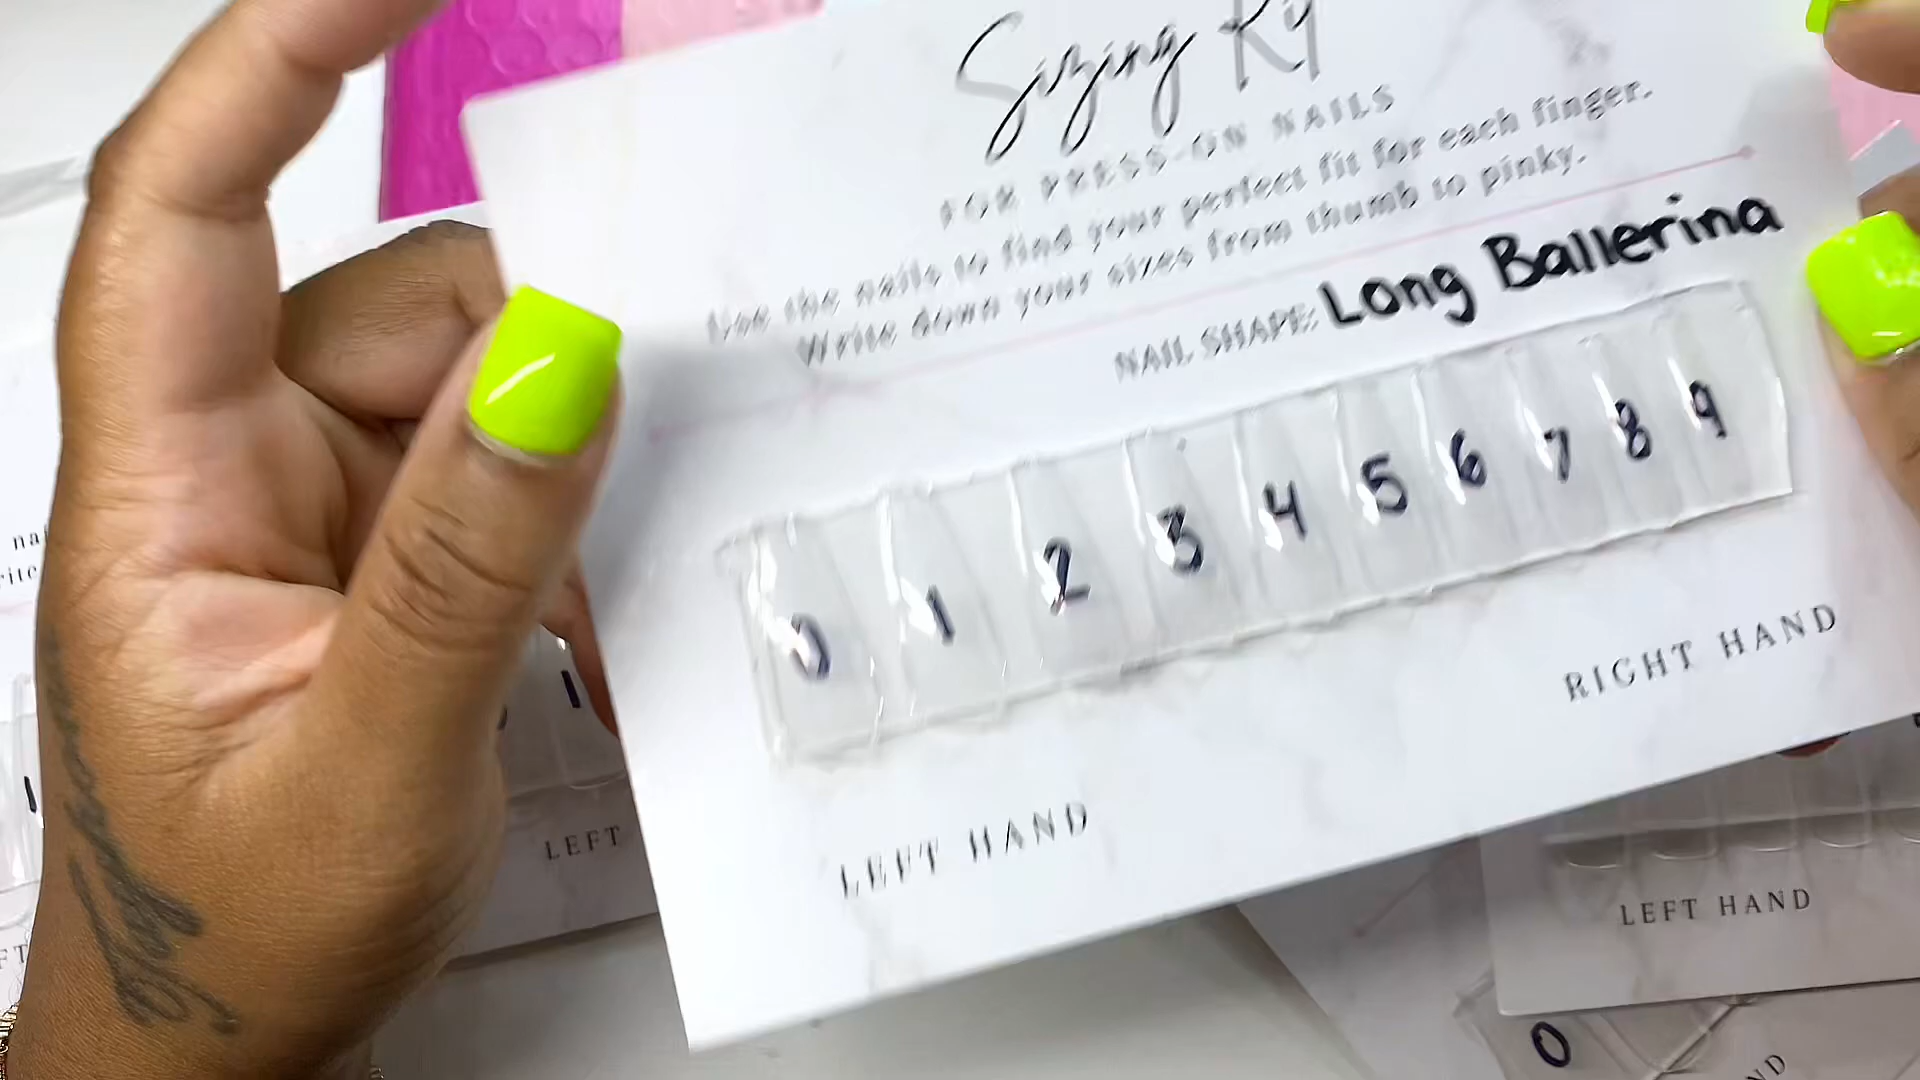 Sizing Kit
FOR PRESS-ON NAILS
Use the nails to find your perfect fit for each finger.
Write down your sizes from thumb to pinky.
NAIL SHAPE: Long Ballerina
0 1 2 3 4 5 6 7 8 9
RIGHT HAND
LEFT HAND
1
1
LEFT
LEFT HAND
0